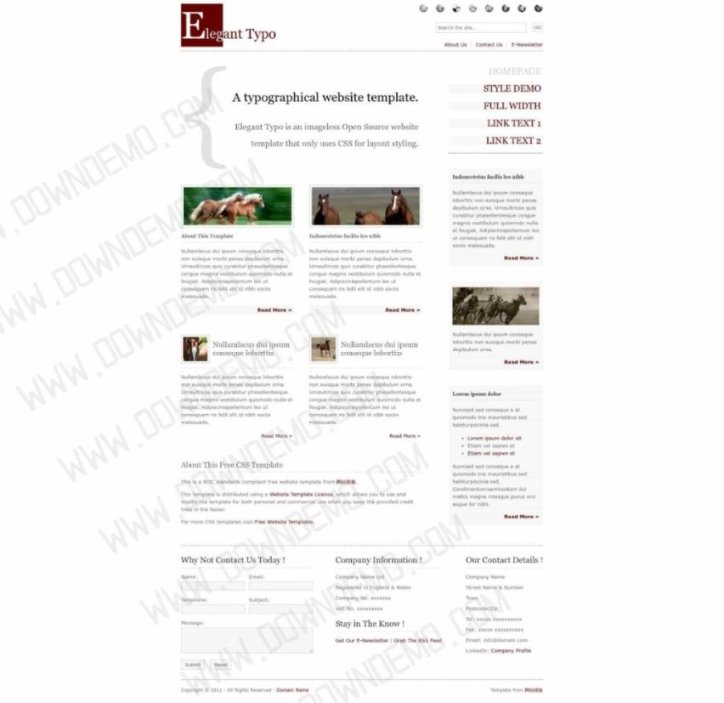 Elegant Typo
Search the site...
GO
About Us | Contact Us | E-Newsletter
HOMEPAGE
STYLE DEMO
FULL WIDTH
LINK TEXT 1
LINK TEXT 2
A typographical website template.
Elegant Typo is an imageless Open Source website
template that only uses CSS for layout styling.
About This Template
Nullamlacus dui ipsum conseque loborttis
non euisque morbi penas dapibulum orna.
Urnaultrices quis curabitur phasellentesque
congue magnis vestibulum quismodo nulla et
feugiat. Adipisciniapellentum leo ut
consequam ris felit elit id nibh sociis
malesuada.
Read More »
Indonectetus facilis leo nibh
Nullamlacus dui ipsum conseque loborttis
non euisque morbi penas dapibulum orna.
Urnaultrices quis curabitur phasellentesque
congue magnis vestibulum quismodo nulla et
feugiat. Adipisciniapellentum leo ut
consequam ris felit elit id nibh sociis
malesuada.
Read More »
Nullamlacus dui ipsum
conseque loborttis
non euisque morbi penas dapibulum orna.
Urnaultrices quis curabitur phasellentesque
congue magnis vestibulum quismodo nulla et
feugiat. Adipisciniapellentum leo ut
consequam ris felit elit id nibh sociis
malesuada.
Read More »
Nullamlacus dui ipsum
conseque loborttis
Nullamlacus dui ipsum conseque loborttis
non euisque morbi penas dapibulum orna.
Urnaultrices quis curabitur phasellentesque
congue magnis vestibulum quismodo nulla et
feugiat. Adipisciniapellentum leo ut
consequam ris felit elit id nibh sociis
malesuada.
Read More »
About This Free CSS Template
This is a W3C standards compliant free website template from 网站模板.
This template is distributed using a Website Template License, which allows you to use and
modify the template for both personal and commercial use when you keep the provided credit
links in the footer.
For more CSS templates visit Free Website Templates.
Indonectetus facilis leo nibh
Nullamlacus dui ipsum conseque
loborttis non euisque morbi penas
dapibulum orna. Urnaultrices quis
curabitur phasellentesque congue
magnis vestibulum quismodo nulla
et feugiat. Adipisciniapellentum leo
ut consequam ris felit elit id nibh
sociis malesuada.
Read More »
Nullamlacus dui ipsum conseque
loborttis non euisque morbi penas
dapibulum orna.
Read More »
Lorem ipsum dolor
Nuncsed sed conseque a at
quismodo tris mauristibus sed
habiturpiscinia sed.
Lorem ipsum dolor sit
Etiam vel sapien et
Etiam vel sapien et
Nuncsed sed conseque a at
quismodo tris mauristibus sed
habiturpiscinia sed.
Condimentumsantincidunt dui
mattis magna intesque purus orci
augue lor nibh.
Read More »
Why Not Contact Us Today !
Name:
Email:
Telephone:
Subject:
Message:
Submit
Reset
Company Information !
Company Name Ltd
Registered in England & Wales
Company No. xxxxxxx
VAT No. xxxxxxxxx
Stay in The Know !
Get Our E-Newsletter | Grab The RSS Feed
Our Contact Details !
Company Name
Street Name & Number
Town
Postcode/Zip
Tel: xxxxx xxxxxxxxxx
Fax: xxxxx xxxxxxxxxx
Email: info@domain.com
LinkedIn: Company Profile
Copyright © 2011 - All Rights Reserved - Domain Name
Template from 网站模板
WWW.DOWNDEMO.COM